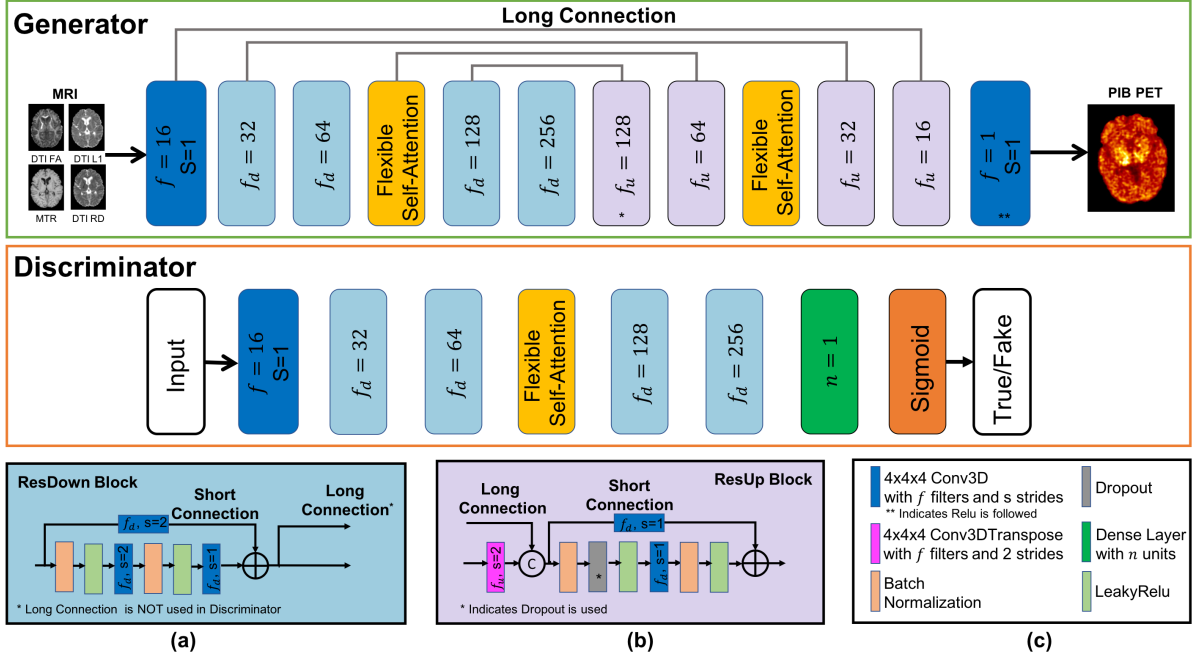 Generator
Long Connection
MRI
DTI FA
DTI L1
MTR
DTI RD
f = 16
S=1
f_d = 32
f_d = 64
Flexible
Self-Attention
f_d = 128
f_d = 256
f_u = 128
*
f_u = 64
Flexible
Self-Attention
f_u = 32
f_u = 16
f = 1
S=1
**
PIB PET
Discriminator
Input
f = 16
S=1
f_d = 32
f_d = 64
Flexible
Self-Attention
f_d = 128
f_d = 256
n = 1
Sigmoid
True/Fake
ResDown Block
Short
Connection
Long
Connection*
f_d, s=2
f_d, s=2
f_d, s=1
* Long Connection is NOT used in Discriminator
(a)
ResUp Block
Long
Connection
Short
Connection
f_d, s=1
f_u, s=2
C
*
f_d, s=1
* Indicates Dropout is used
(b)
4x4x4 Conv3D
with f filters and s strides
** Indicates Relu is followed
4x4x4 Conv3DTranspose
with f filters and 2 strides
Batch
Normalization
Dropout
Dense Layer
with n units
LeakyRelu
(c)